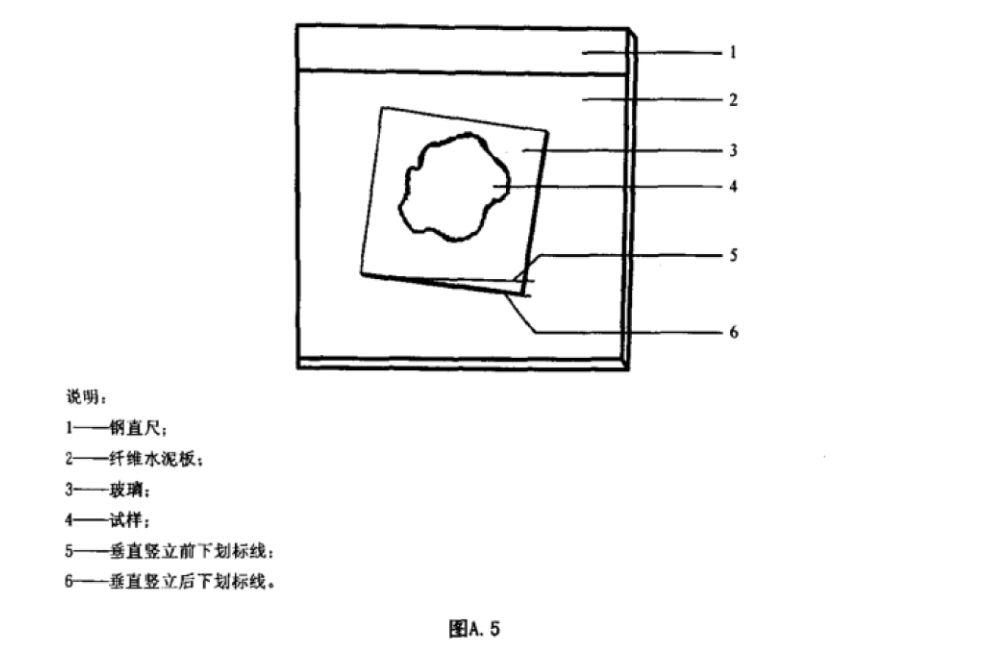 1
2
3
4
5
6
说明:
1——钢直尺;
2——纤维水泥板;
3——玻璃;
4——试样;
5——垂直竖立前下划标线;
6——垂直竖立后下划标线。
图A.5